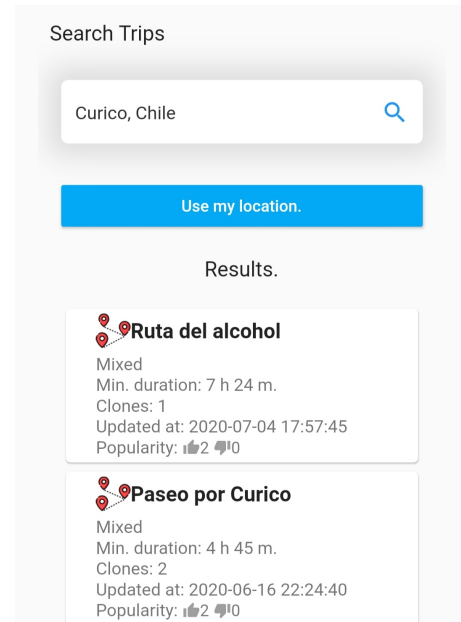 Search Trips
Curico, Chile
Use my location.
Results.
Ruta del alcohol
Mixed
Min. duration: 7 h 24 m.
Clones: 1
Updated at: 2020-07-04 17:57:45
Popularity: 2 0
Paseo por Curico
Mixed
Min. duration: 4 h 45 m.
Clones: 2
Updated at: 2020-06-16 22:24:40
Popularity: 2 0